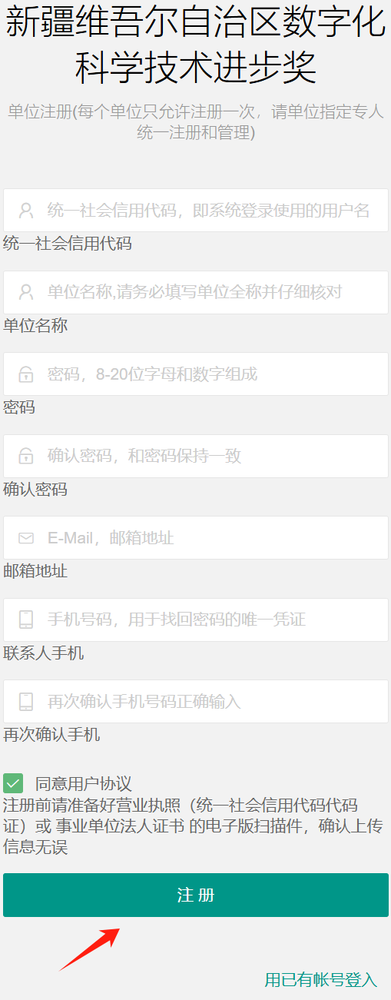 新疆维吾尔自治区数字化
科学技术进步奖
单位注册(每个单位只允许注册一次，请单位指定专人
统一注册和管理)
统一社会信用代码，即系统登录使用的用户名
统一社会信用代码
单位名称,请务必填写单位全称并仔细核对
单位名称
密码，8-20位字母和数字组成
密码
确认密码，和密码保持一致
确认密码
E-Mail，邮箱地址
邮箱地址
手机号码，用于找回密码的唯一凭证
联系人手机
再次确认手机号码正确输入
再次确认手机
同意用户协议
注册前请准备好营业执照（统一社会信用代码代码
证）或 事业单位法人证书 的电子版扫描件，确认上传
信息无误
注 册
用已有帐号登入